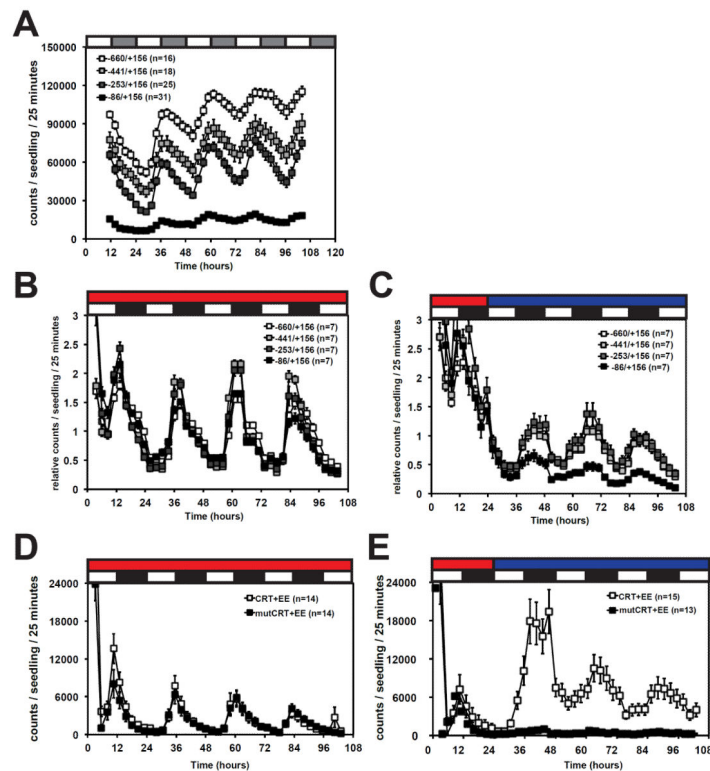 A
150000
120000
90000
60000
30000
0
counts / seedling / 25 minutes
-660/+156 (n=16)
-441/+156 (n=18)
-253/+156 (n=25)
-86/+156 (n=31)
0 12 24 36 48 60 72 84 96 108 120
Time (hours)
B
3
2.5
2
1.5
1
0.5
0
relative counts / seedling / 25 minutes
-660/+156 (n=7)
-441/+156 (n=7)
-253/+156 (n=7)
-86/+156 (n=7)
0 12 24 36 48 60 72 84 96 108
Time (hours)
C
3
2.5
2
1.5
1
0.5
0
relative counts / seedling / 25 minutes
-660/+156 (n=7)
-441/+156 (n=7)
-253/+156 (n=7)
-86/+156 (n=7)
0 12 24 36 48 60 72 84 96 108
Time (hours)
D
24000
18000
12000
6000
0
counts / seedling / 25 minutes
CRT+EE (n=14)
mutCRT+EE (n=14)
0 12 24 36 48 60 72 84 96 108
Time (hours)
E
24000
18000
12000
6000
0
counts / seedling / 25 minutes
CRT+EE (n=15)
mutCRT+EE (n=13)
0 12 24 36 48 60 72 84 96 108
Time (hours)